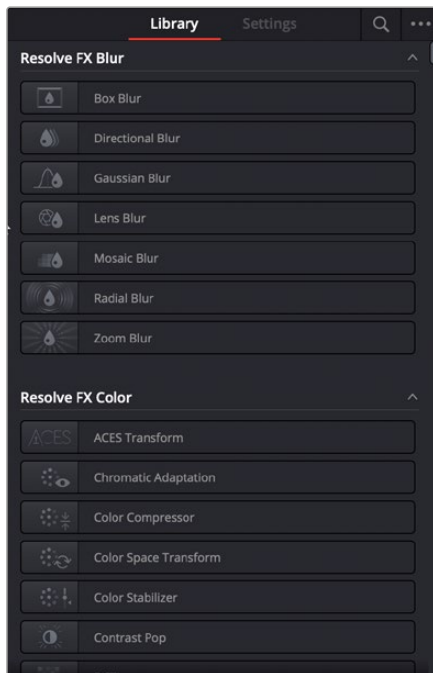 Library Settings
Resolve FX Blur
Box Blur
Directional Blur
Gaussian Blur
Lens Blur
Mosaic Blur
Radial Blur
Zoom Blur
Resolve FX Color
ACES ACES Transform
Chromatic Adaptation
Color Compressor
Color Space Transform
Color Stabilizer
Contrast Pop